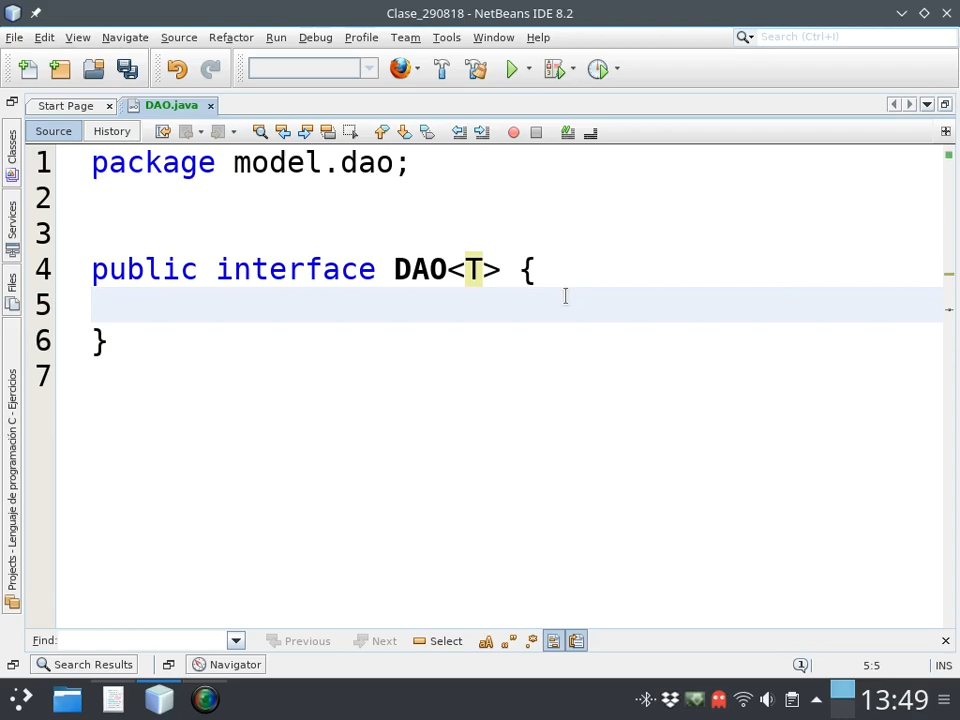 Clase_290818 - NetBeans IDE 8.2
File Edit View Navigate Source Refactor Run Debug Profile Team Tools Window Help Search (Ctrl+I)
Start Page DAO.java
Source History
Classes
Services
Files
Projects - Lenguaje de programación C - Ejercicios
1 package model.dao;
2
3
4 public interface DAO<T> {
5
6 }
7
Find: Previous Next Select
Search Results Navigator 1 5:5 INS
13:49